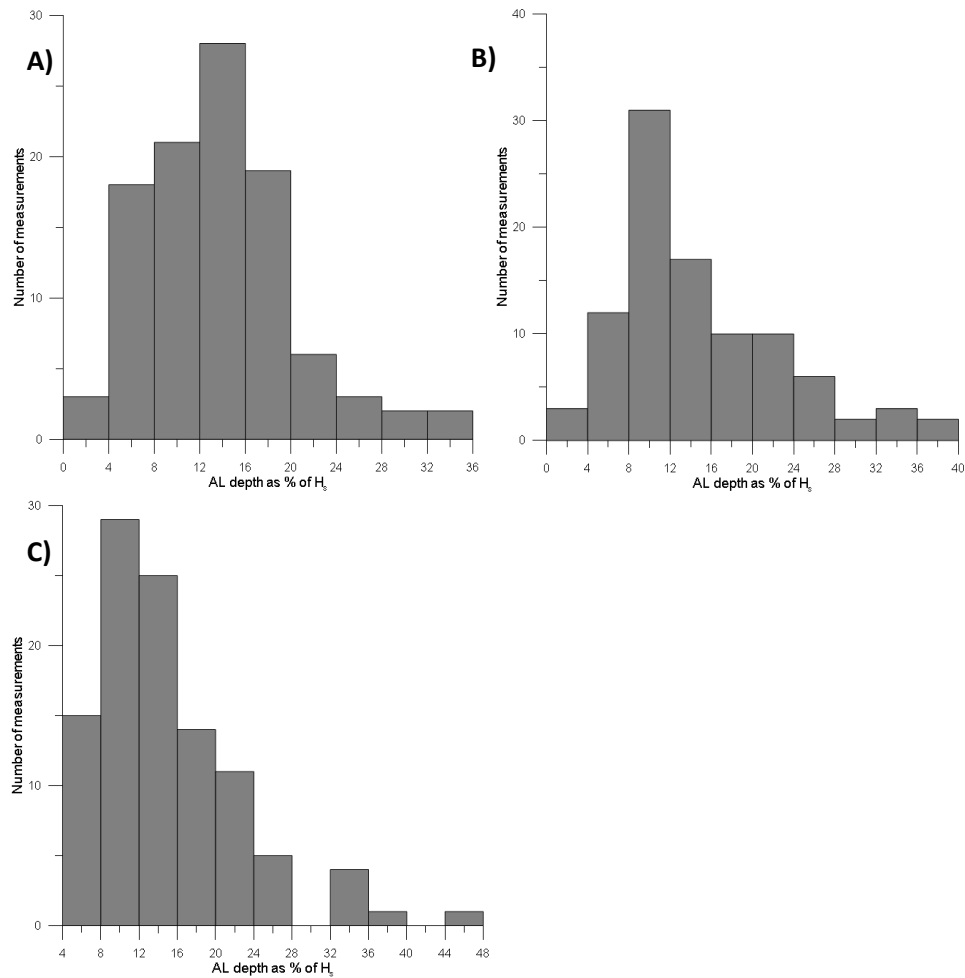 A)
30
20
10
0
Number of measurements
0 4 8 12 16 20 24 28 32 36
AL depth as % of Hs
B)
40
30
20
10
0
Number of measurements
0 4 8 12 16 20 24 28 32 36 40
AL depth as % of Hs
C)
30
20
10
0
Number of measurements
4 8 12 16 20 24 28 32 36 40 44 48
AL depth as % of Hs